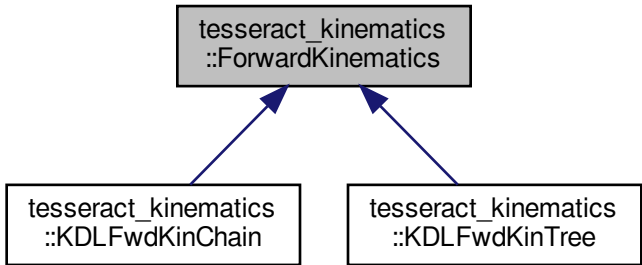 tesseract_kinematics
::ForwardKinematics
tesseract_kinematics
::KDLFwdKinChain
tesseract_kinematics
::KDLFwdKinTree